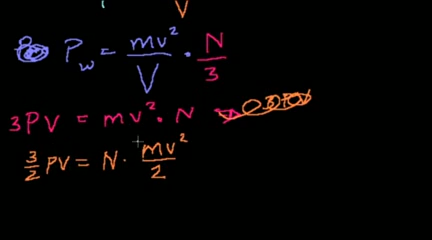 V
P_w = mv²/V · N/3
3PV = mv² · N
3/2 PV = N · mv²/2